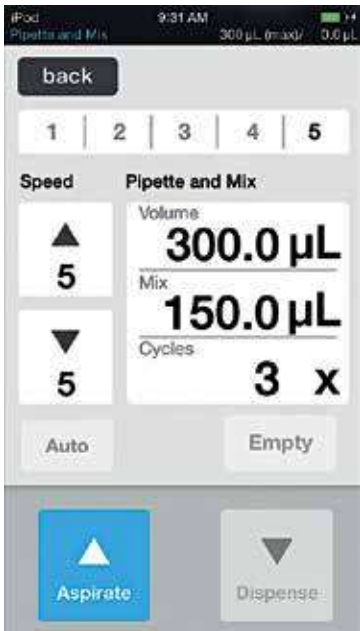 iPod 9:31 AM
Pipette and Mix 300 µL (max)/ 0.0 µL
back
1 2 3 4 5
Speed Pipette and Mix
Volume
300.0 µL
5
Mix
150.0 µL
Cycles
5 3 x
Auto Empty
Aspirate Dispense